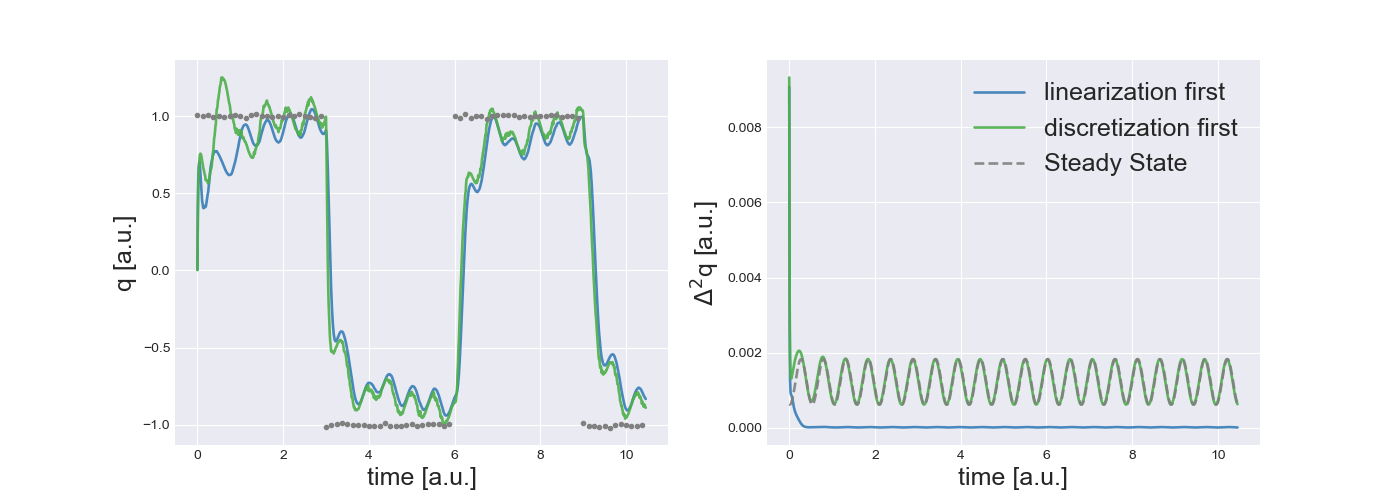 1.0
0.5
0.0
−0.5
−1.0
q [a.u.]
0 2 4 6 8 10
time [a.u.]
0.008
0.006
0.004
0.002
0.000
Δ²q [a.u.]
linearization first
discretization first
Steady State
0 2 4 6 8 10
time [a.u.]